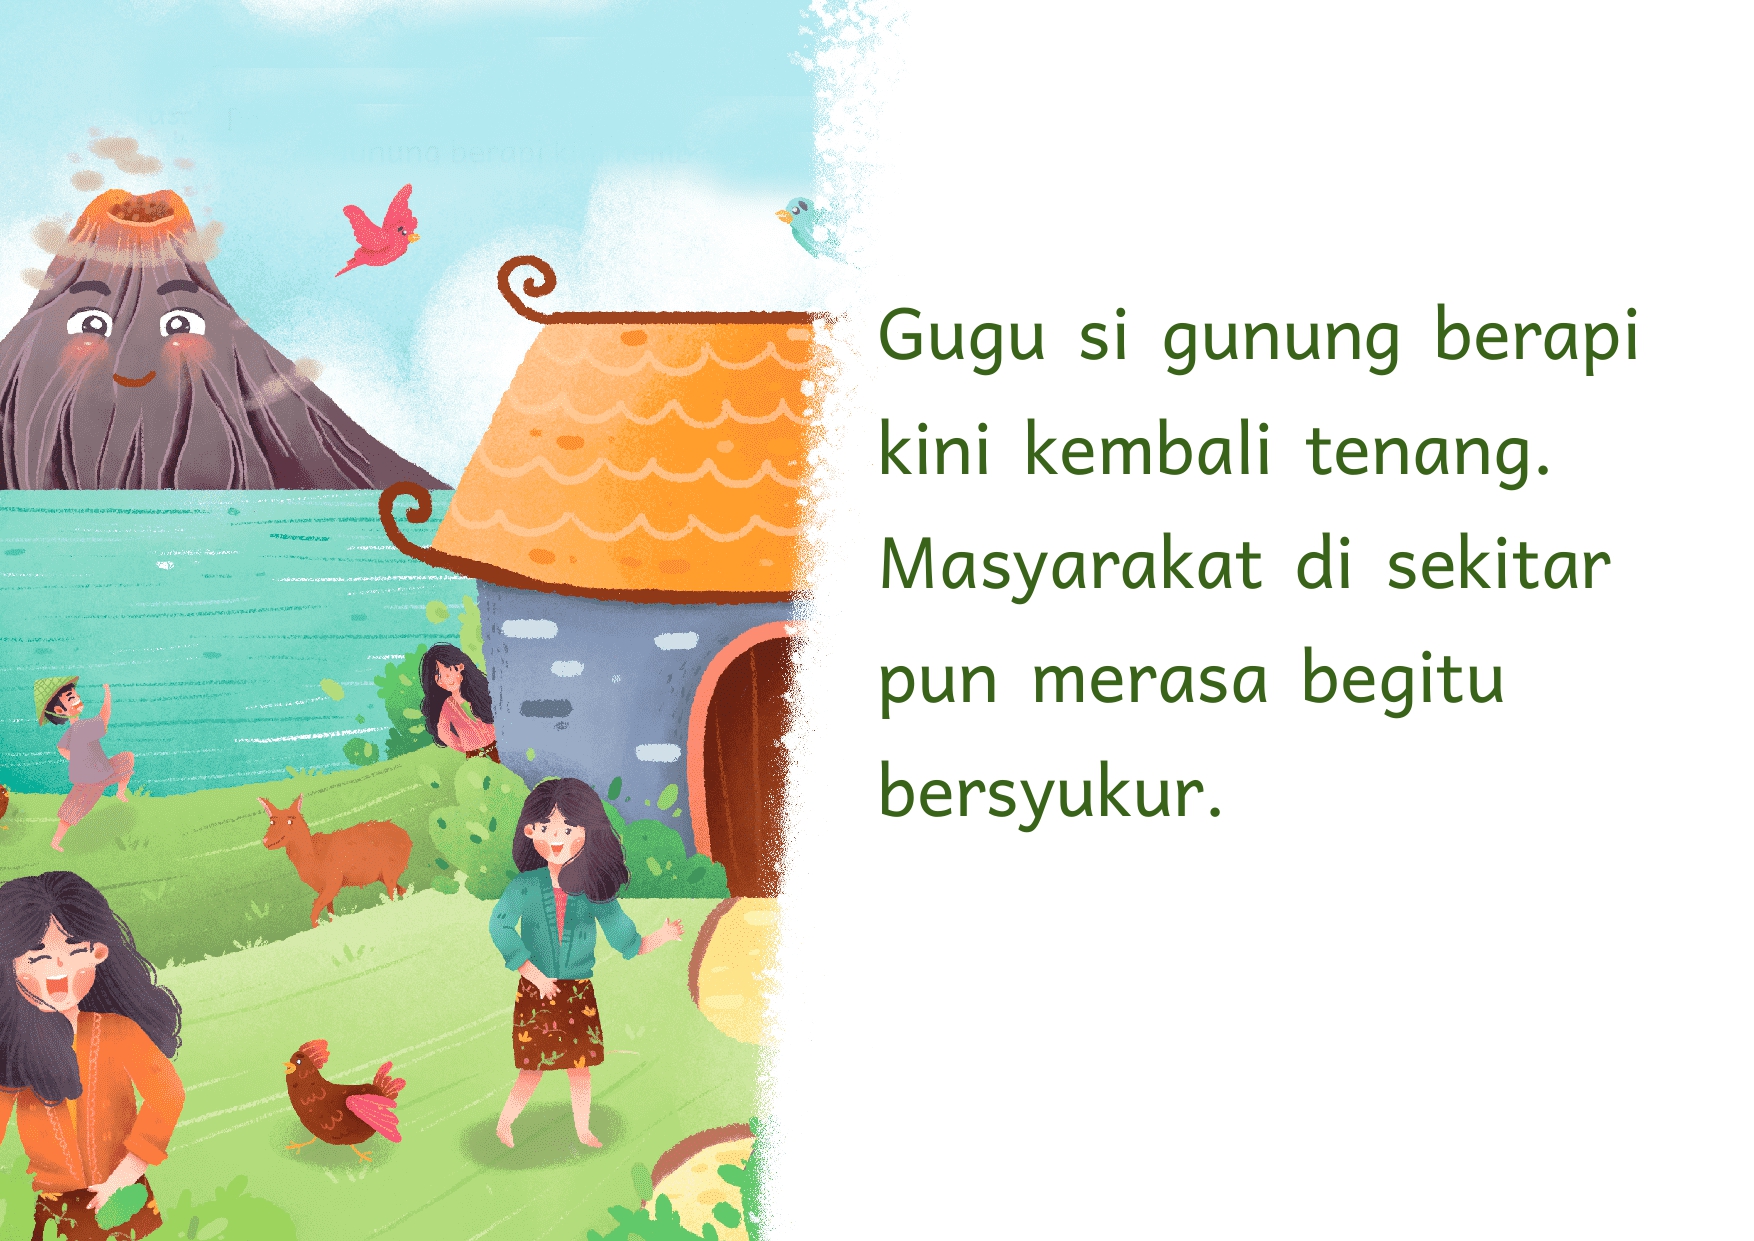 Gugu si gunung berapi
kini kembali tenang.
Masyarakat di sekitar
pun merasa begitu
bersyukur.